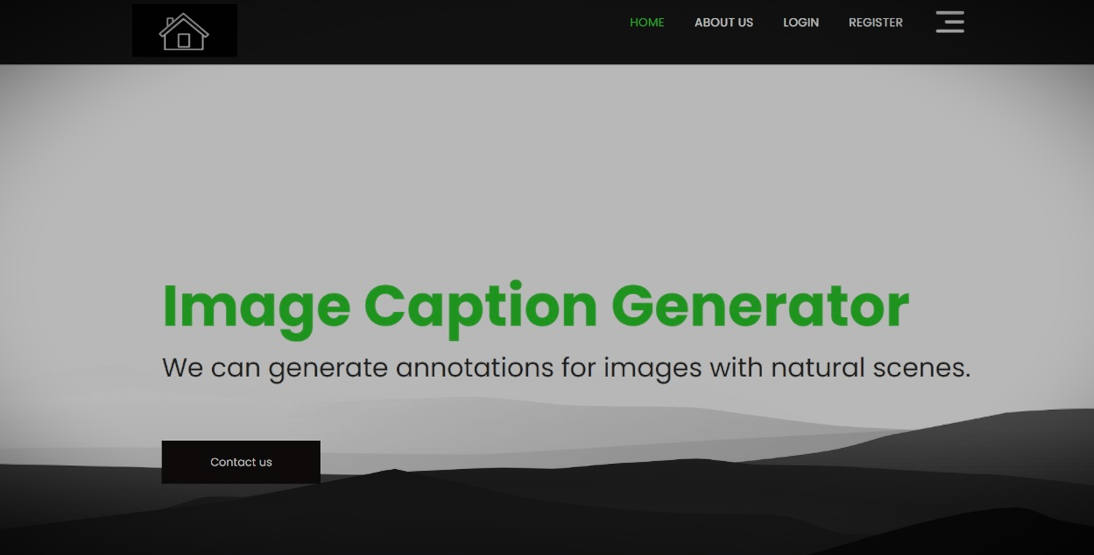 HOME ABOUT US LOGIN REGISTER
Image Caption Generator
We can generate annotations for images with natural scenes.
Contact us